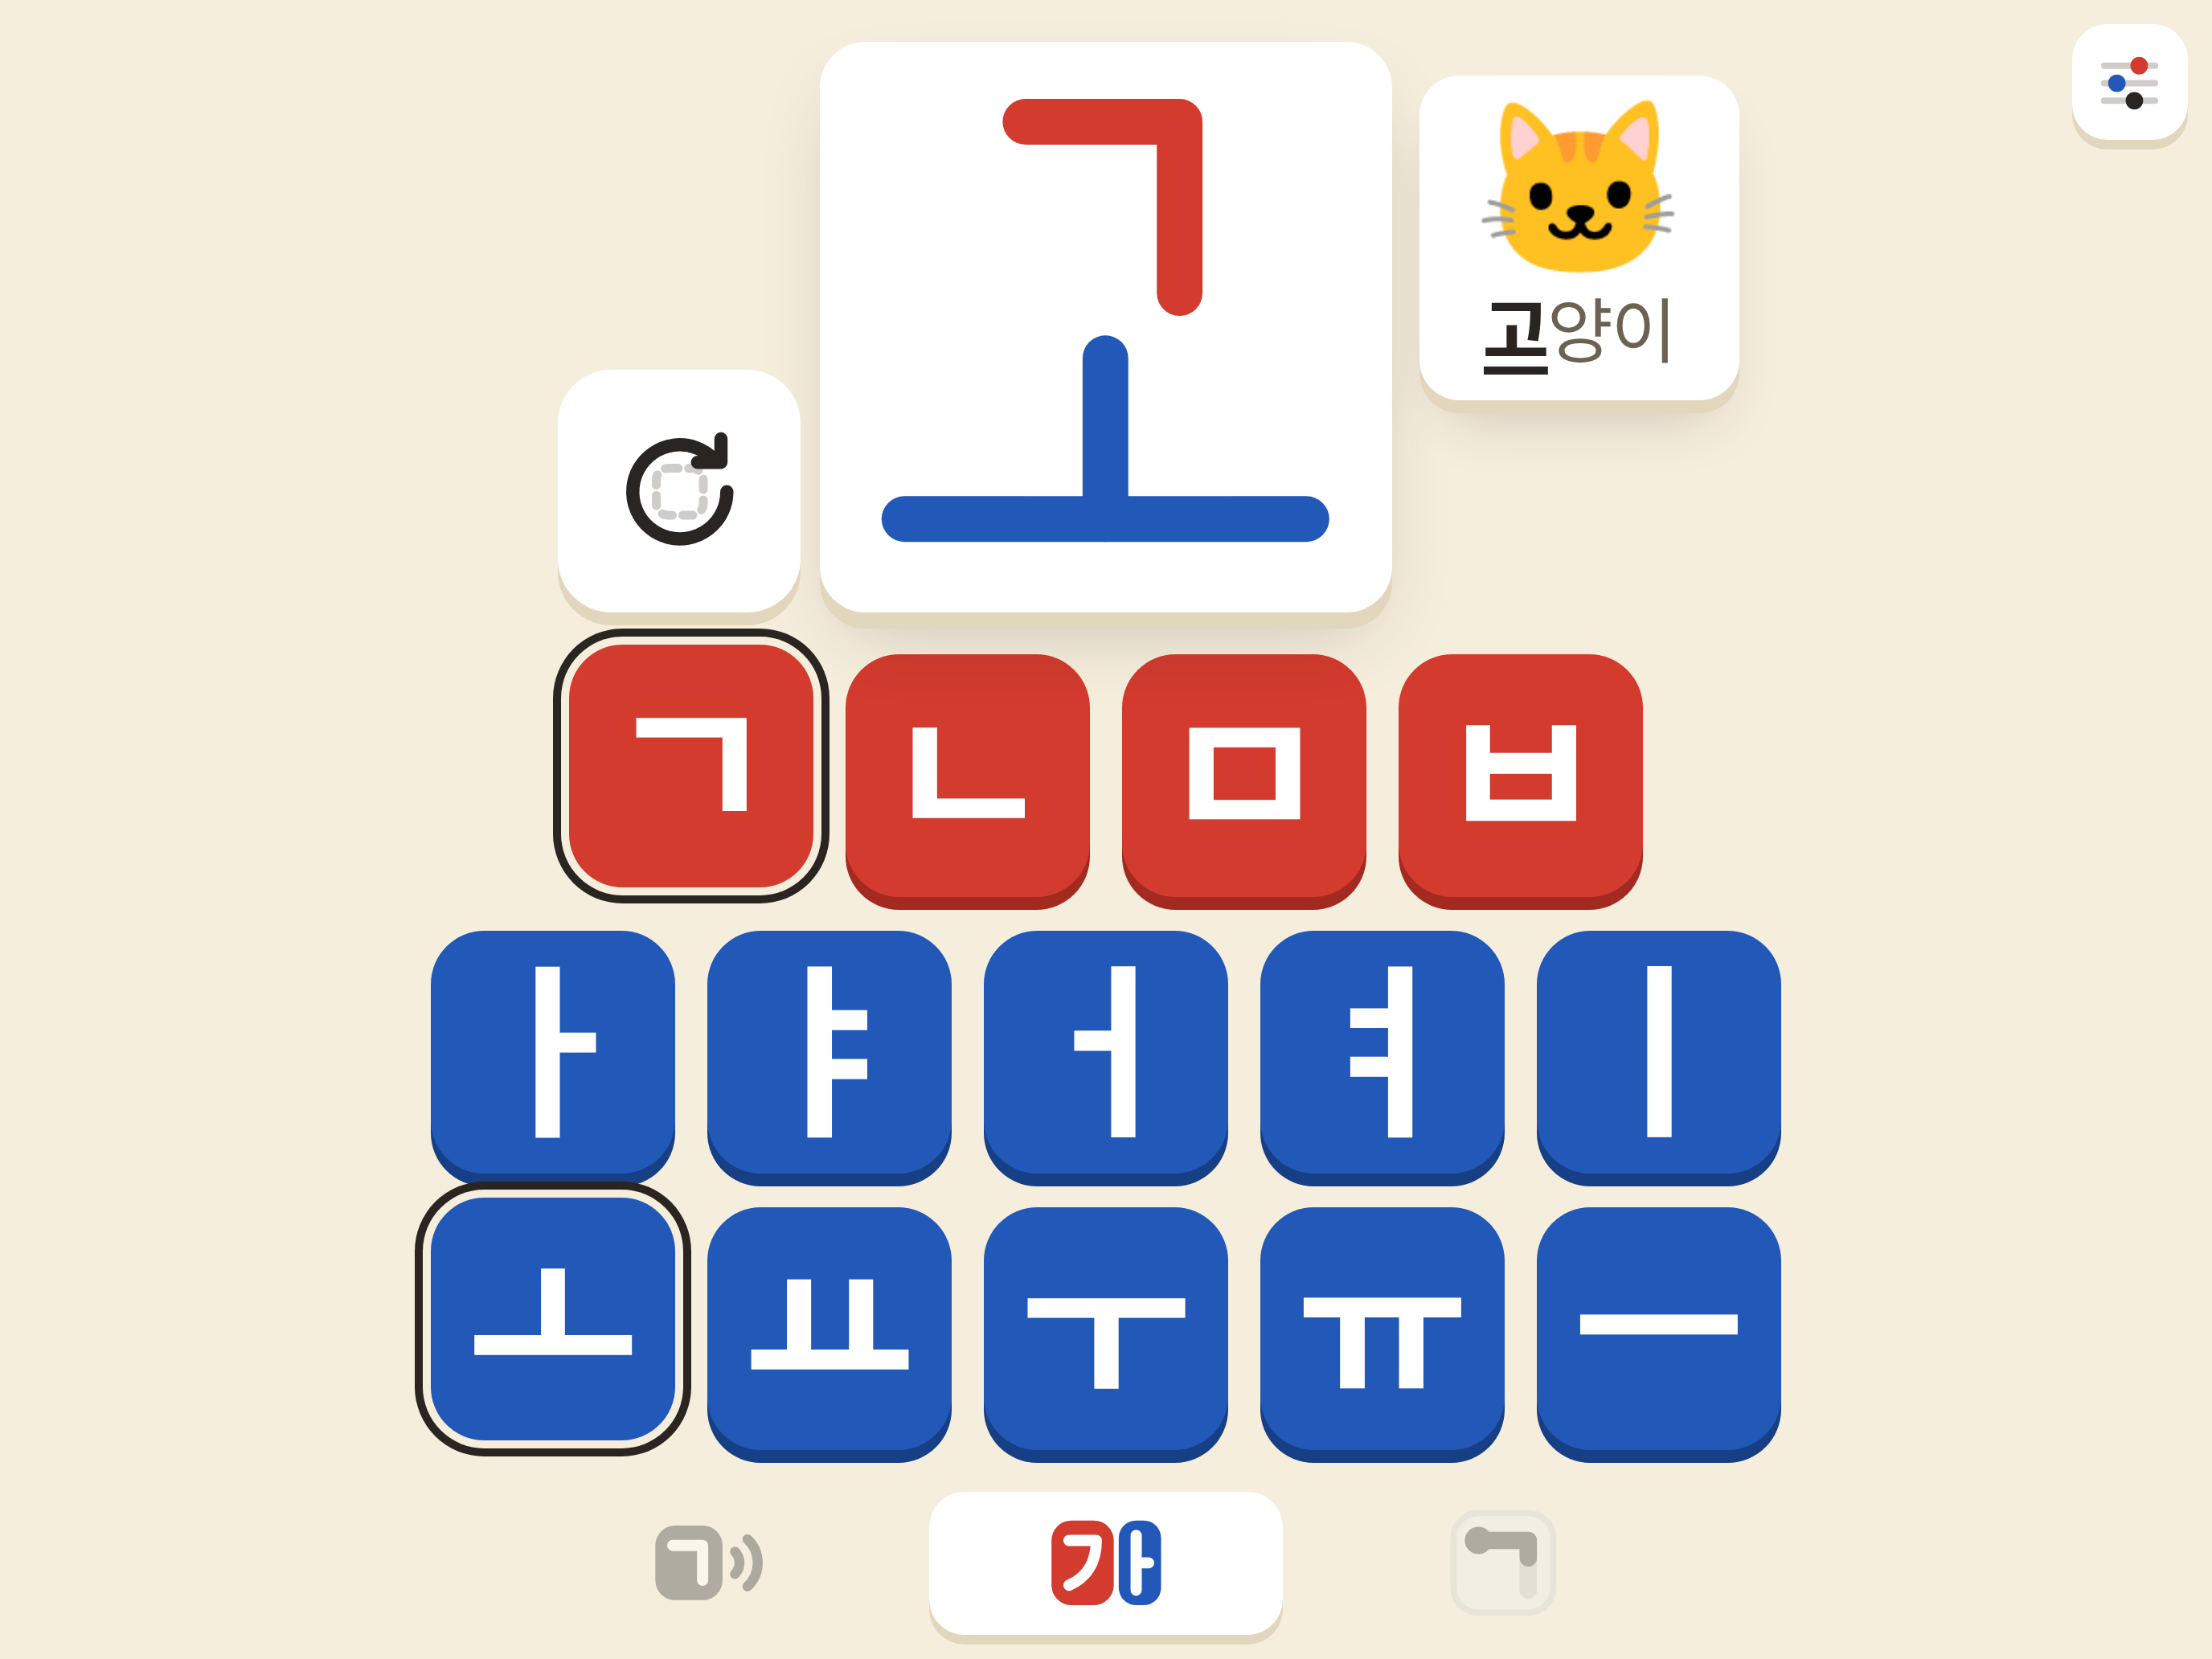 고
고양이
ㄱ ㄴ ㅁ ㅂ
ㅏ ㅑ ㅓ ㅕ ㅣ
ㅗ ㅛ ㅜ ㅠ ㅡ
ㄱ 가 ㄱ